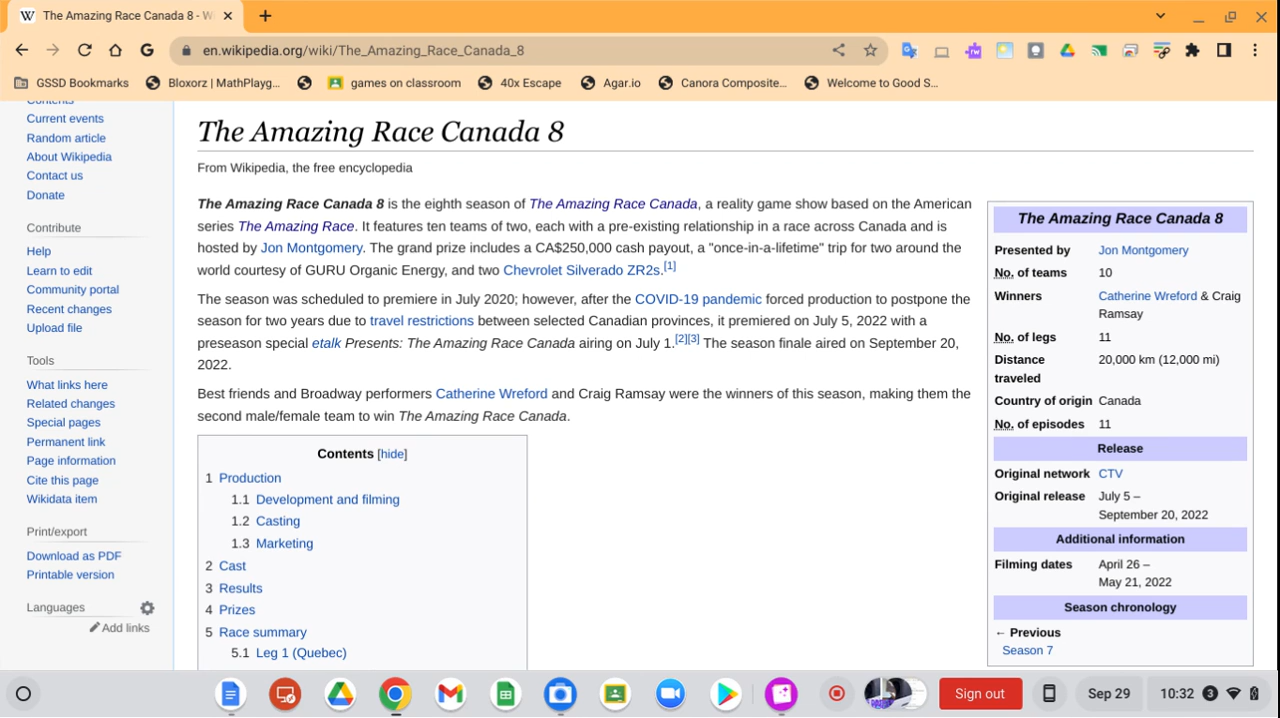 The Amazing Race Canada 8 - W
en.wikipedia.org/wiki/The_Amazing_Race_Canada_8
GSSD Bookmarks
Bloxorz | MathPlayg...
games on classroom
40x Escape
Agar.io
Canora Composite...
Welcome to Good S...
Contents
Current events
Random article
About Wikipedia
Contact us
Donate
Contribute
Help
Learn to edit
Community portal
Recent changes
Upload file
Tools
What links here
Related changes
Special pages
Permanent link
Page information
Cite this page
Wikidata item
Print/export
Download as PDF
Printable version
Languages
Add links
The Amazing Race Canada 8
From Wikipedia, the free encyclopedia
The Amazing Race Canada 8 is the eighth season of The Amazing Race Canada, a reality game show based on the American
series The Amazing Race. It features ten teams of two, each with a pre-existing relationship in a race across Canada and is
hosted by Jon Montgomery. The grand prize includes a CA$250,000 cash payout, a "once-in-a-lifetime" trip for two around the
world courtesy of GURU Organic Energy, and two Chevrolet Silverado ZR2s.[1]
The season was scheduled to premiere in July 2020; however, after the COVID-19 pandemic forced production to postpone the
season for two years due to travel restrictions between selected Canadian provinces, it premiered on July 5, 2022 with a
preseason special etalk Presents: The Amazing Race Canada airing on July 1.[2][3] The season finale aired on September 20,
2022.
Best friends and Broadway performers Catherine Wreford and Craig Ramsay were the winners of this season, making them the
second male/female team to win The Amazing Race Canada.
Contents [hide]
1 Production
1.1 Development and filming
1.2 Casting
1.3 Marketing
2 Cast
3 Results
4 Prizes
5 Race summary
5.1 Leg 1 (Quebec)
The Amazing Race Canada 8
Presented by Jon Montgomery
No. of teams 10
Winners Catherine Wreford & Craig
Ramsay
No. of legs 11
Distance 20,000 km (12,000 mi)
traveled
Country of origin Canada
No. of episodes 11
Release
Original network CTV
Original release July 5 –
September 20, 2022
Additional information
Filming dates April 26 –
May 21, 2022
Season chronology
← Previous
Season 7
Sign out
Sep 29
10:32
3